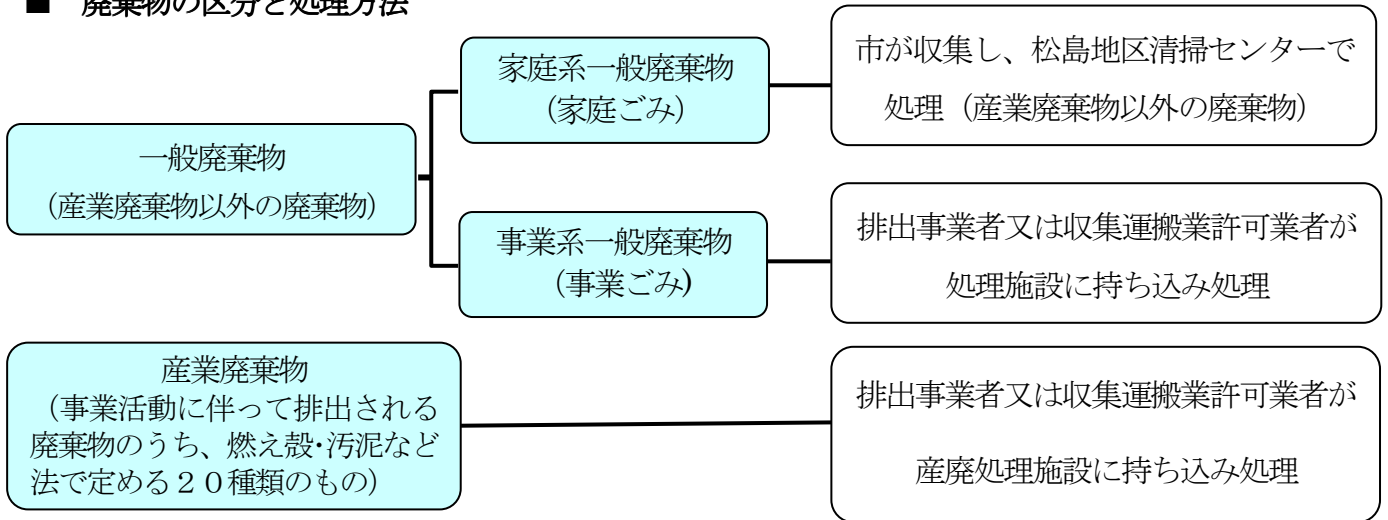 ■ 廃棄物の区分と処理方法
家庭系一般廃棄物
（家庭ごみ）
市が収集し、松島地区清掃センターで
処理（産業廃棄物以外の廃棄物）
一般廃棄物
（産業廃棄物以外の廃棄物）
事業系一般廃棄物
（事業ごみ)
排出事業者又は収集運搬業許可業者が
処理施設に持ち込み処理
産業廃棄物
（事業活動に伴って排出される
廃棄物のうち、燃え殻･汚泥など
法で定める２０種類のもの）
排出事業者又は収集運搬業許可業者が
産廃処理施設に持ち込み処理